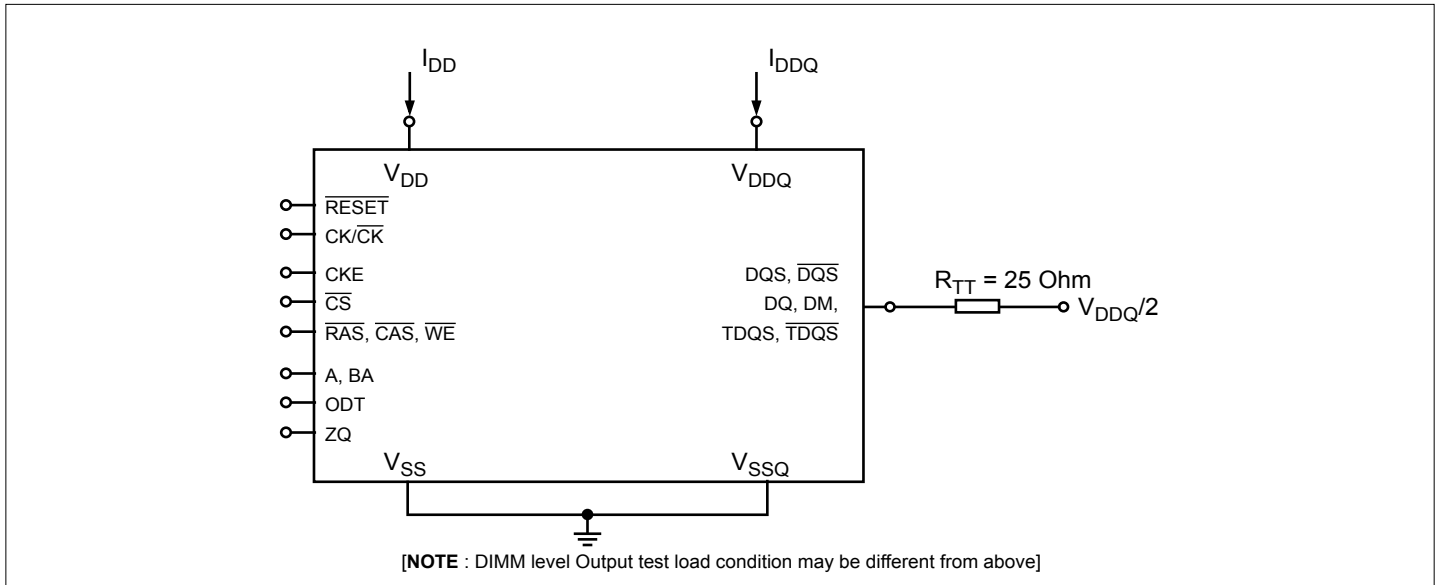 IDD IDDQ
VDD VDDQ
RESET
CK/CK
CKE
CS
RAS, CAS, WE
A, BA
ODT
ZQ
DQS, DQS
DQ, DM,
TDQS, TDQS
RTT = 25 Ohm
VDDQ/2
VSS VSSQ
[NOTE : DIMM level Output test load condition may be different from above]